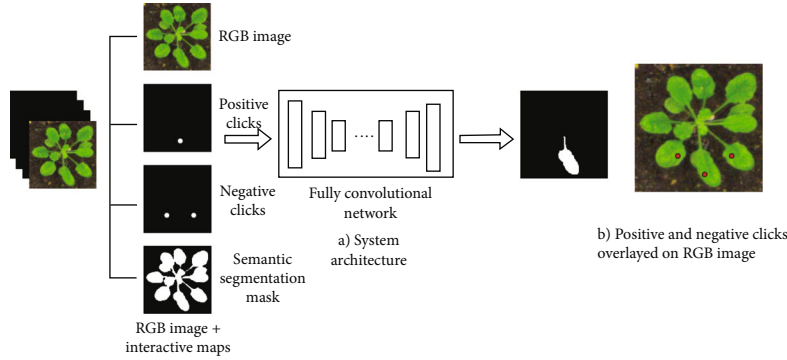 RGB image
Positive
clicks
Negative
clicks
Semantic
segmentation
mask
RGB image +
interactive maps
Fully convolutional
network
a) System
architecture
b) Positive and negative clicks
overlayed on RGB image